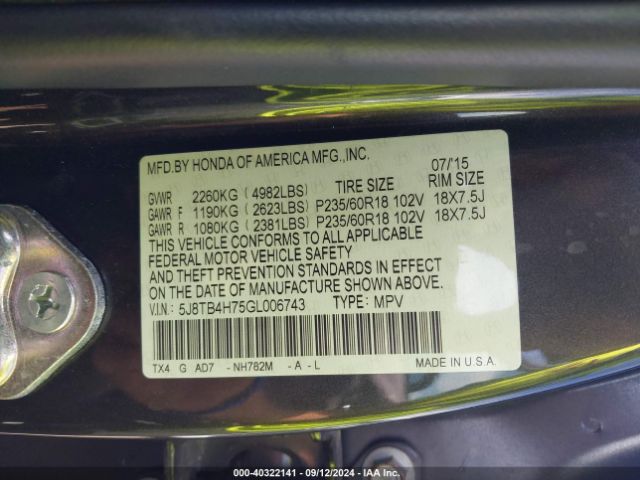 MFD.BY HONDA OF AMERICA MFG.,INC.
07/'15
GVWR 2260KG ( 4982LBS) TIRE SIZE RIM SIZE
GAWR F 1190KG ( 2623LBS) P235/60R18 102V 18X7.5J
GAWR R 1080KG ( 2381LBS) P235/60R18 102V 18X7.5J
THIS VEHICLE CONFORMS TO ALL APPLICABLE
FEDERAL MOTOR VEHICLE SAFETY
AND THEFT PREVENTION STANDARDS IN EFFECT
ON THE DATE OF MANUFACTURE SHOWN ABOVE.
V.I.N.: 5J8TB4H75GL006743 TYPE: MPV
TX4 G AD7 - NH782M - A - L MADE IN U.S.A.
000-40322141 - 09/12/2024 - IAA Inc.